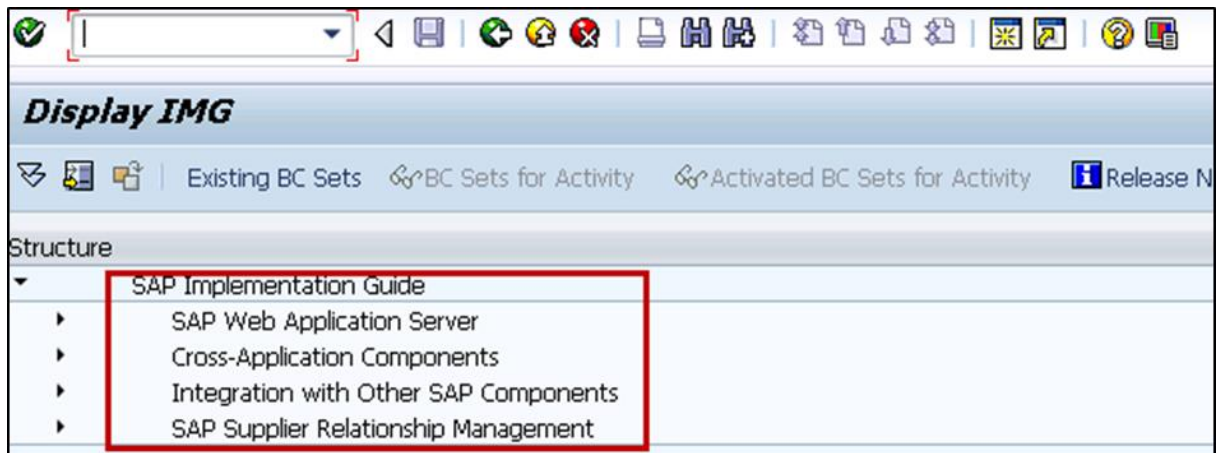 Display IMG
Existing BC Sets BC Sets for Activity Activated BC Sets for Activity Release N
Structure
SAP Implementation Guide
SAP Web Application Server
Cross-Application Components
Integration with Other SAP Components
SAP Supplier Relationship Management